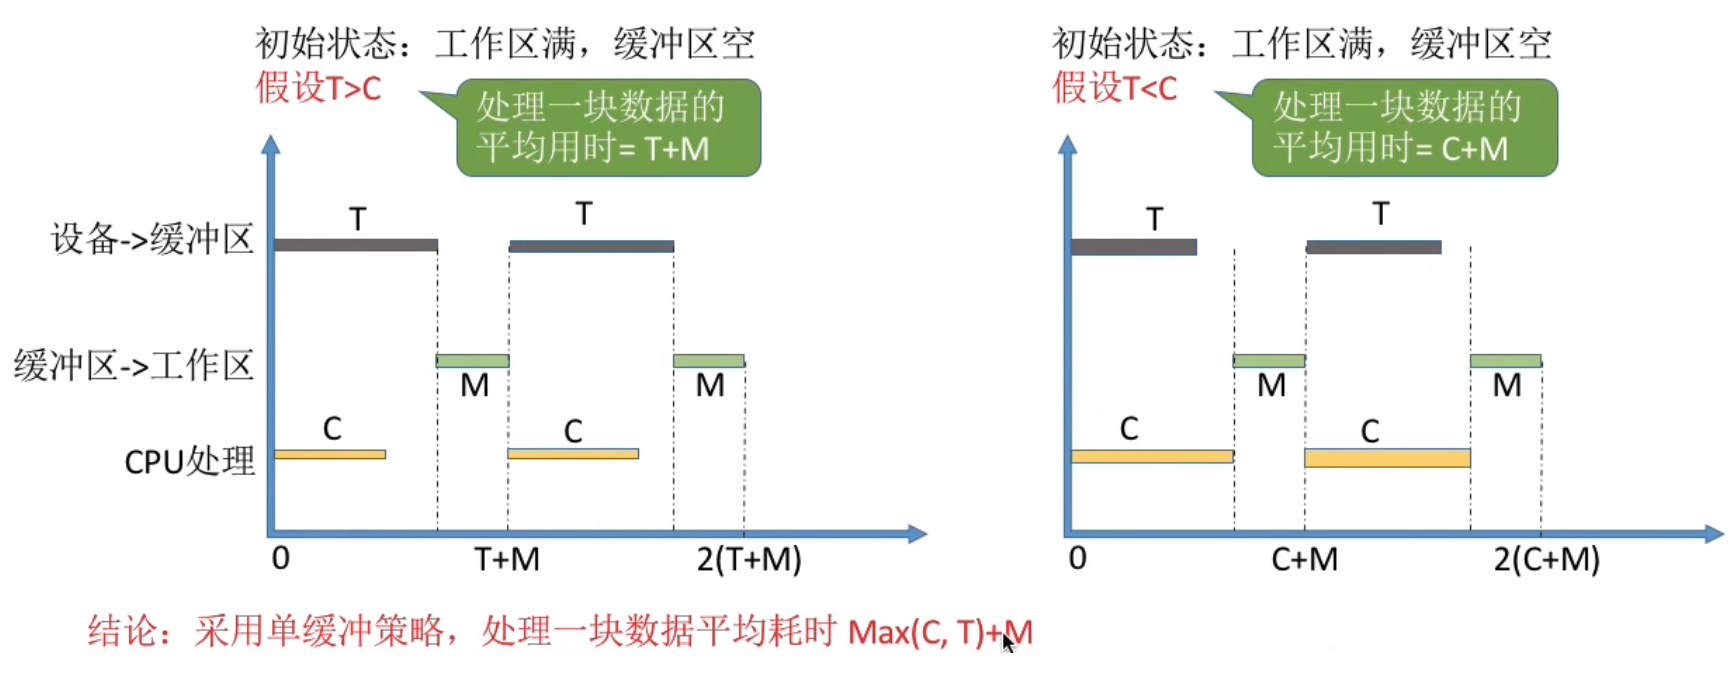 初始状态：工作区满，缓冲区空
假设T>C
处理一块数据的
平均用时= T+M
T
T
设备->缓冲区
缓冲区->工作区
M
M
C
C
CPU处理
0
T+M
2(T+M)
初始状态：工作区满，缓冲区空
假设T<C
处理一块数据的
平均用时= C+M
T
T
M
M
C
C
0
C+M
2(C+M)
结论：采用单缓冲策略，处理一块数据平均耗时 Max(C, T)+M